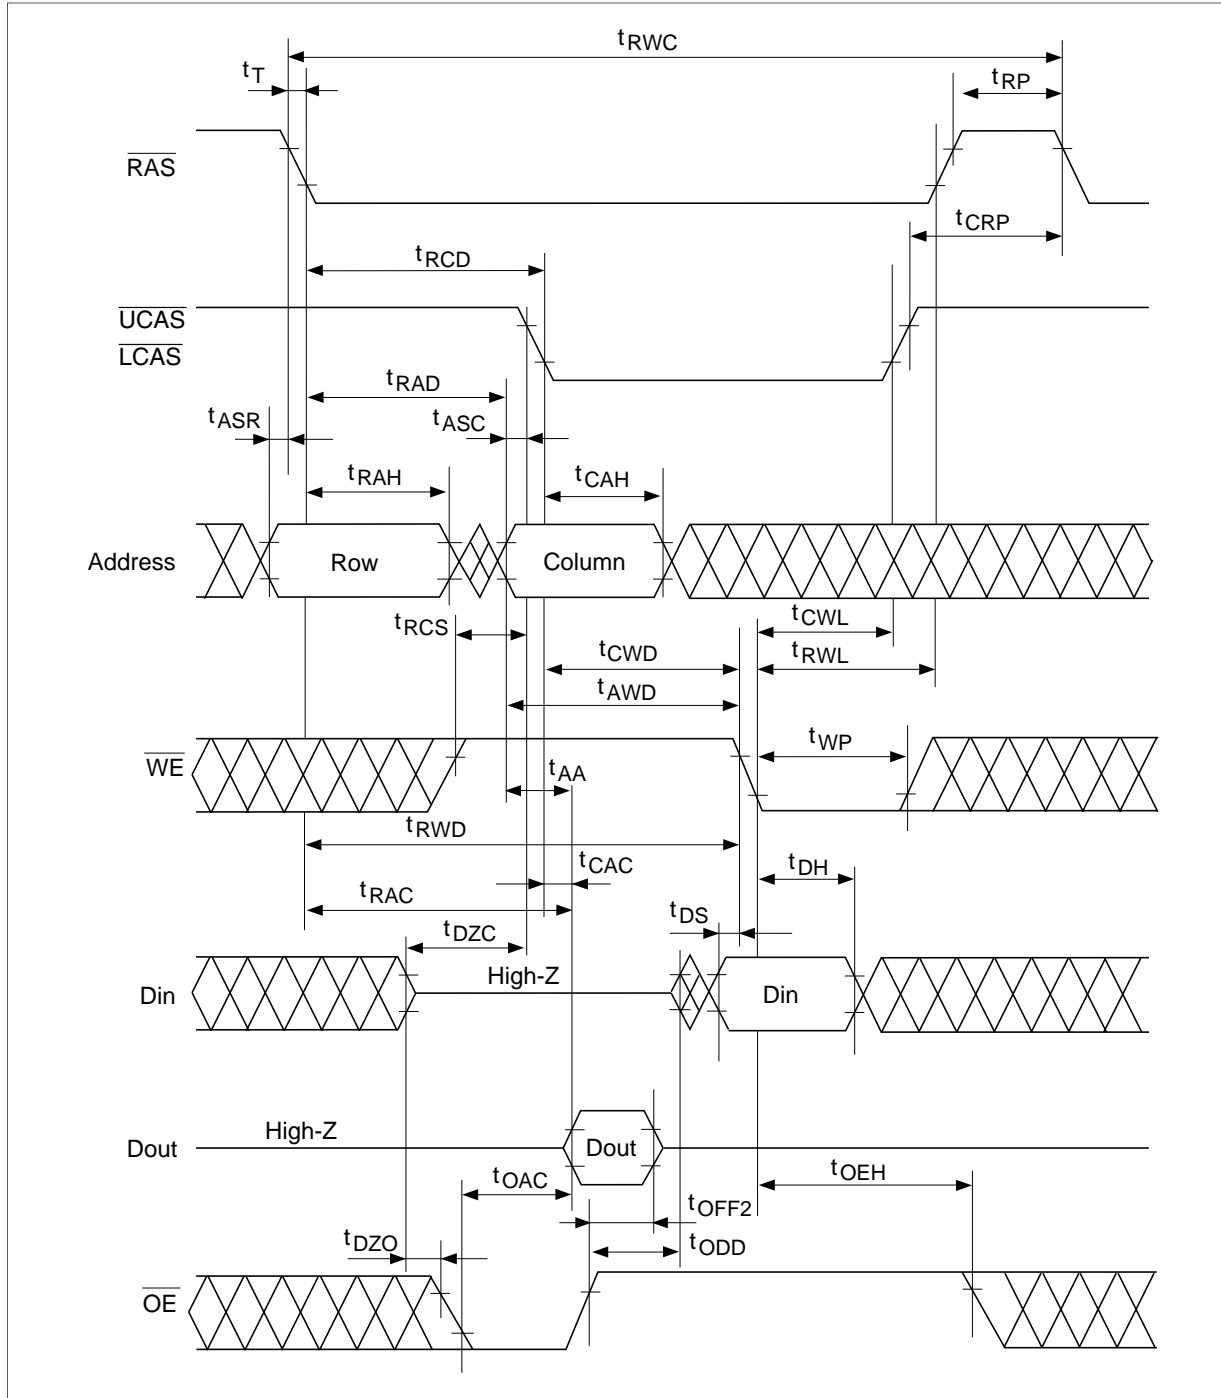 tRWC
tT
tRP
RAS
tCRP
tRCD
UCAS
LCAS
tRAD
tASR
tASC
tRAH
tCAH
Address
Row
Column
tRCS
tCWL
tCWD
tRWL
tAWD
WE
tWP
tAA
tRWD
tCAC
tDH
tRAC
tDS
tDZC
High-Z
Din
Din
High-Z
Dout
Dout
tOAC
tOEH
tOFF2
tDZO
tODD
OE